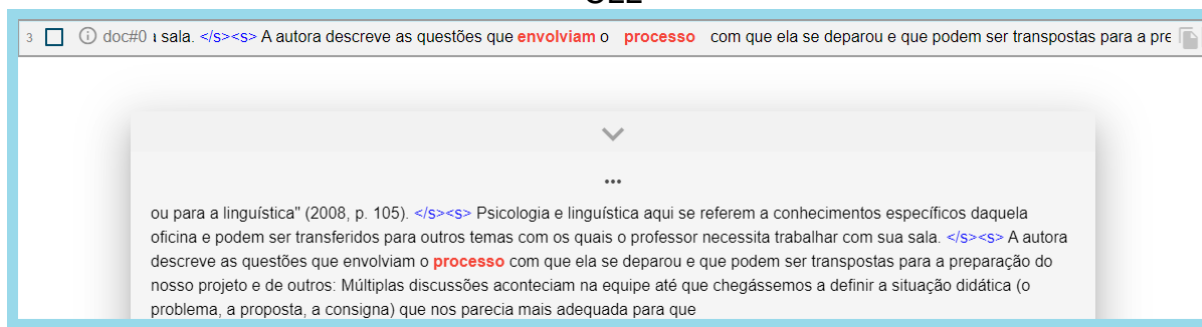 3 doc#0 sala. </s><s> A autora descreve as questões que envolviam o processo com que ela se deparou e que podem ser transpostas para a pre
...
ou para a linguística" (2008, p. 105). </s><s> Psicologia e linguística aqui se referem a conhecimentos específicos daquela
oficina e podem ser transferidos para outros temas com os quais o professor necessita trabalhar com sua sala. </s><s> A autora
descreve as questões que envolviam o processo com que ela se deparou e que podem ser transpostas para a preparação do
nosso projeto e de outros: Múltiplas discussões aconteciam na equipe até que chegássemos a definir a situação didática (o
problema, a proposta, a consigna) que nos parecia mais adequada para que